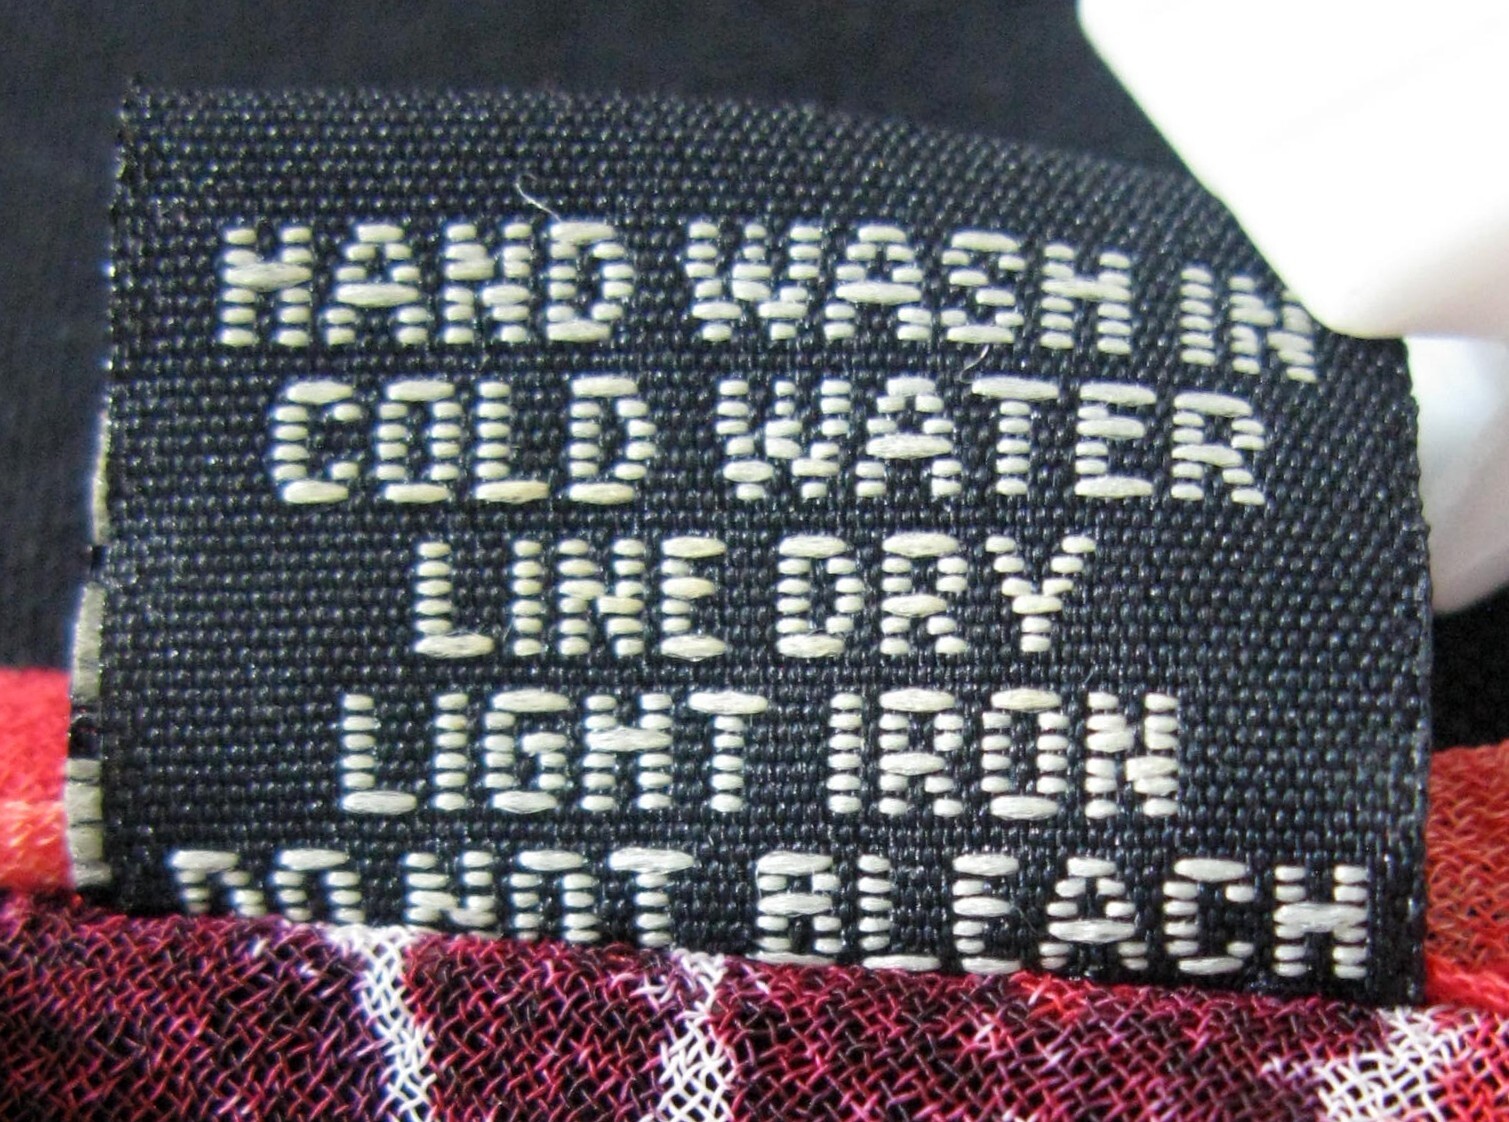 HAND WASH IN
COLD WATER
LINE DRY
LIGHT IRON
DO NOT BLEACH